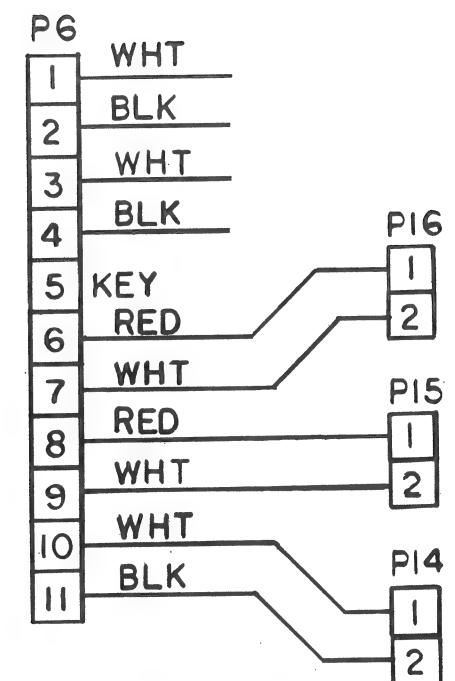 P6
1 WHT
2 BLK
3 WHT
4 BLK
5 KEY
6 RED
7 WHT
8 RED
9 WHT
10 WHT
11 BLK
P16
1
2
P15
1
2
P14
1
2